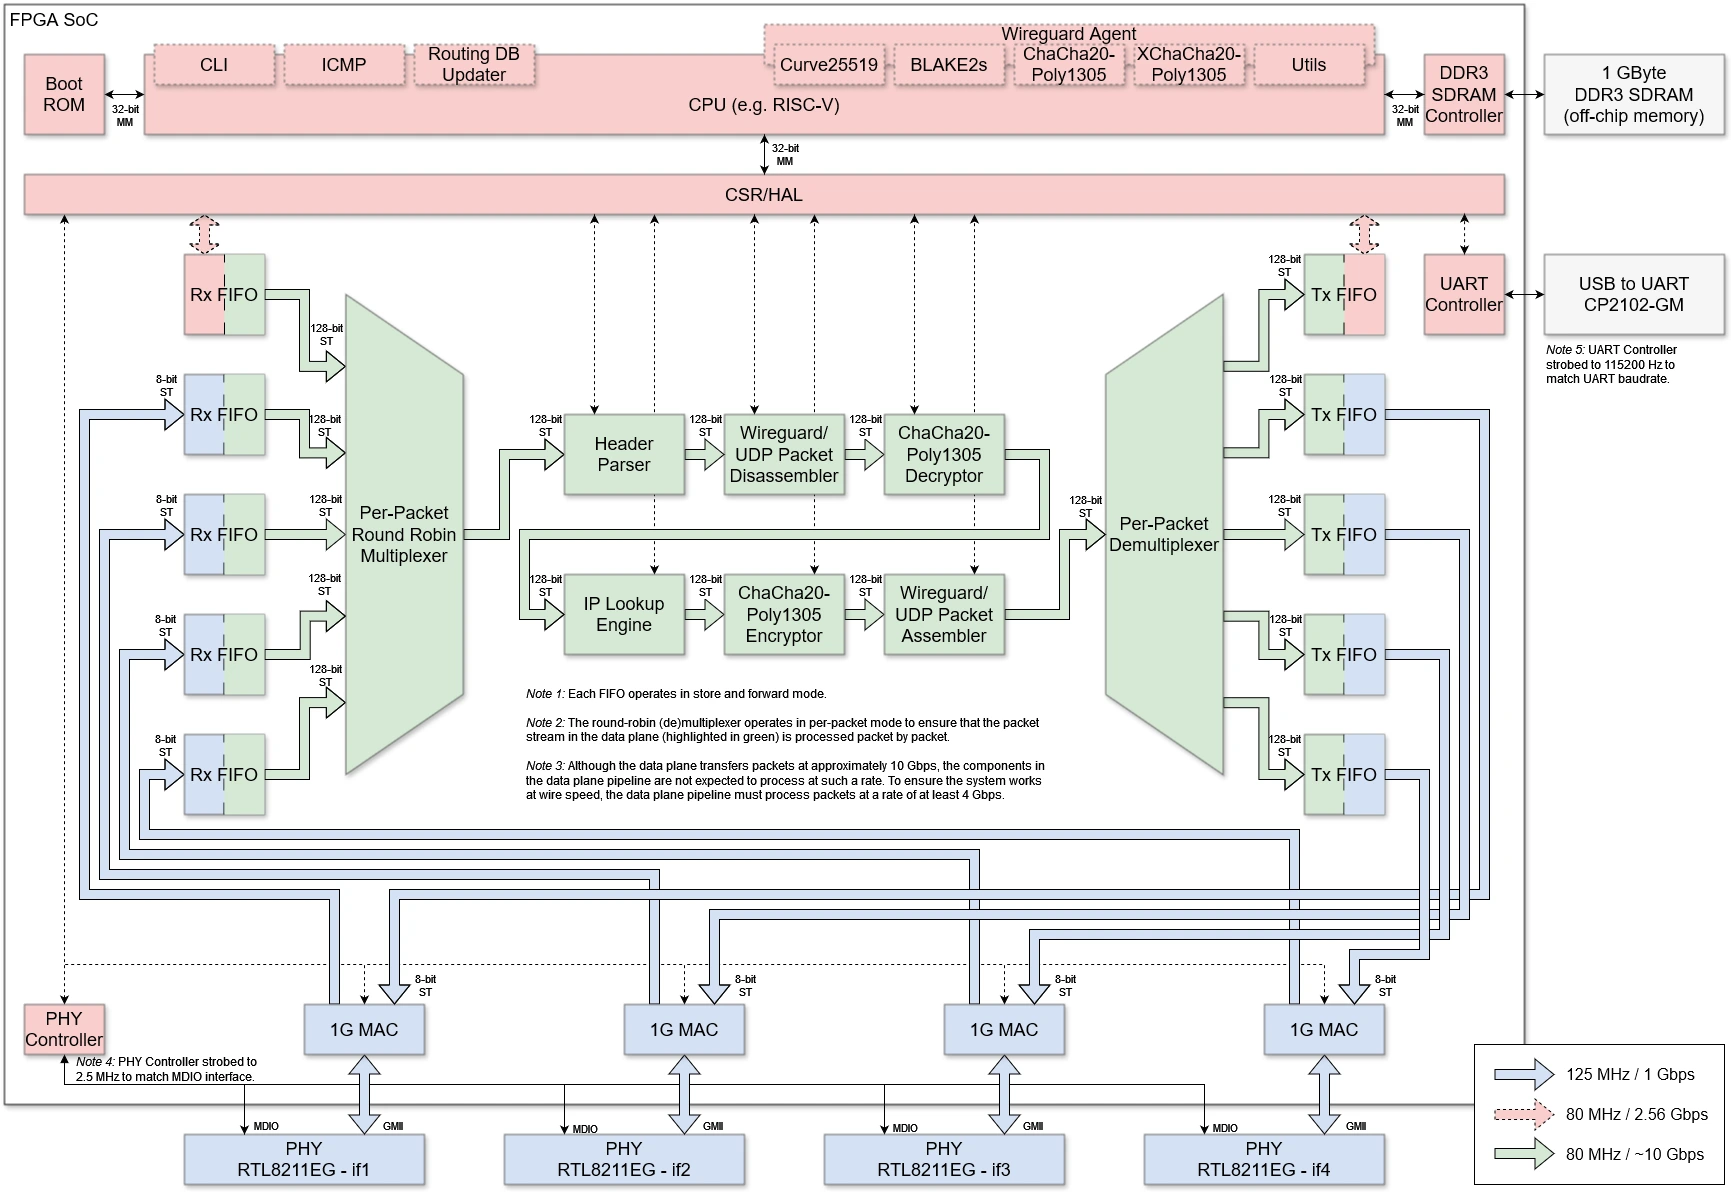 FPGA SoC
Wireguard Agent
CLI
ICMP
Routing DB
Updater
Curve25519
BLAKE2s
ChaCha20-
Poly1305
XChaCha20-
Poly1305
Utils
Boot
ROM
32-bit
MM
CPU (e.g. RISC-V)
32-bit
MM
DDR3
SDRAM
Controller
1 GByte
DDR3 SDRAM
(off-chip memory)
32-bit
MM
CSR/HAL
Rx FIFO
128-bit
ST
128-bit
ST
Tx FIFO
UART
Controller
USB to UART
CP2102-GM
Note 5: UART Controller
strobed to 115200 Hz to
match UART baudrate.
8-bit
ST
Rx FIFO
128-bit
ST
128-bit
ST
Tx FIFO
8-bit
ST
Rx FIFO
128-bit
ST
128-bit
ST
Tx FIFO
8-bit
ST
Rx FIFO
128-bit
ST
128-bit
ST
Tx FIFO
8-bit
ST
Rx FIFO
128-bit
ST
128-bit
ST
Tx FIFO
Per-Packet
Round Robin
Multiplexer
128-bit
ST
Header
Parser
128-bit
ST
Wireguard/
UDP Packet
Disassembler
128-bit
ST
ChaCha20-
Poly1305
Decryptor
128-bit
ST
IP Lookup
Engine
128-bit
ST
ChaCha20-
Poly1305
Encryptor
128-bit
ST
Wireguard/
UDP Packet
Assembler
128-bit
ST
Per-Packet
Demultiplexer
Note 1: Each FIFO operates in store and forward mode.
Note 2: The round-robin (de)multiplexer operates in per-packet mode to ensure that the packet
stream in the data plane (highlighted in green) is processed packet by packet.
Note 3: Although the data plane transfers packets at approximately 10 Gbps, the components in
the data plane pipeline are not expected to process at such a rate. To ensure the system works
at wire speed, the data plane pipeline must process packets at a rate of at least 4 Gbps.
8-bit
ST
8-bit
ST
8-bit
ST
8-bit
ST
PHY
Controller
1G MAC
1G MAC
1G MAC
1G MAC
Note 4: PHY Controller strobed to
2.5 MHz to match MDIO interface.
MDIO
GMII
MDIO
GMII
MDIO
GMII
MDIO
GMII
PHY
RTL8211EG - if1
PHY
RTL8211EG - if2
PHY
RTL8211EG - if3
PHY
RTL8211EG - if4
125 MHz / 1 Gbps
80 MHz / 2.56 Gbps
80 MHz / ~10 Gbps